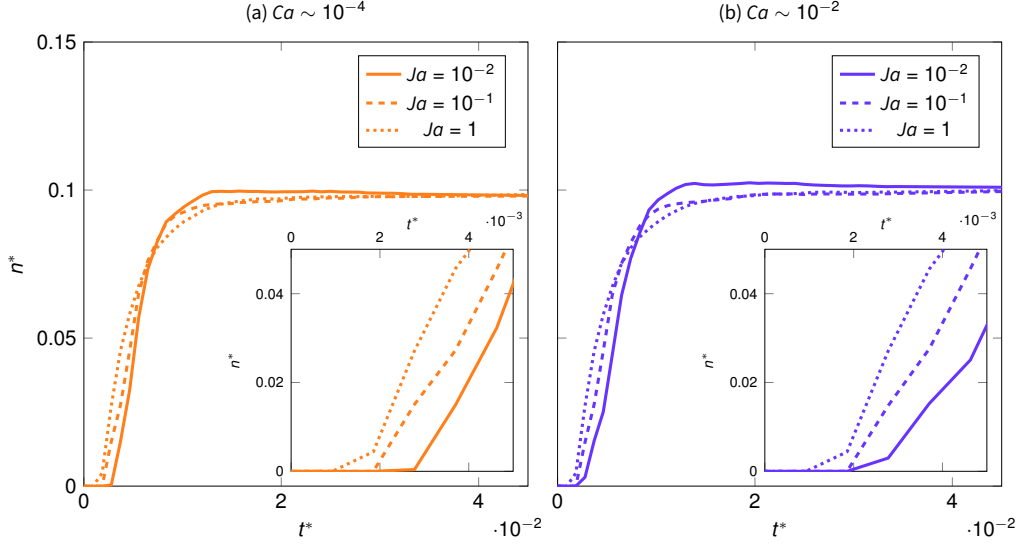 (a) Ca ∼ 10⁻⁴
(b) Ca ∼ 10⁻²
0.15
0.1
0.05
0
n*
0
2
4
·10⁻²
t*
Ja = 10⁻²
Ja = 10⁻¹
Ja = 1
0
2
4
·10⁻³
t*
0.04
0.02
0
n*
0
2
4
·10⁻²
t*
Ja = 10⁻²
Ja = 10⁻¹
Ja = 1
0
2
4
·10⁻³
t*
0.04
0.02
0
n*